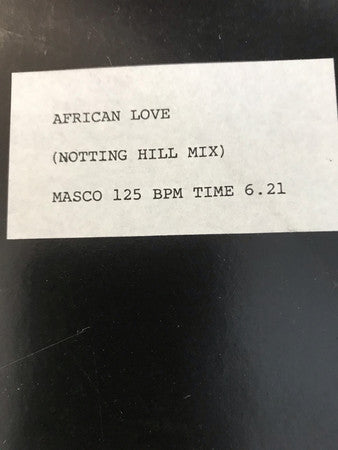 AFRICAN LOVE
(NOTTING HILL MIX)
MASCO 125 BPM TIME 6.21